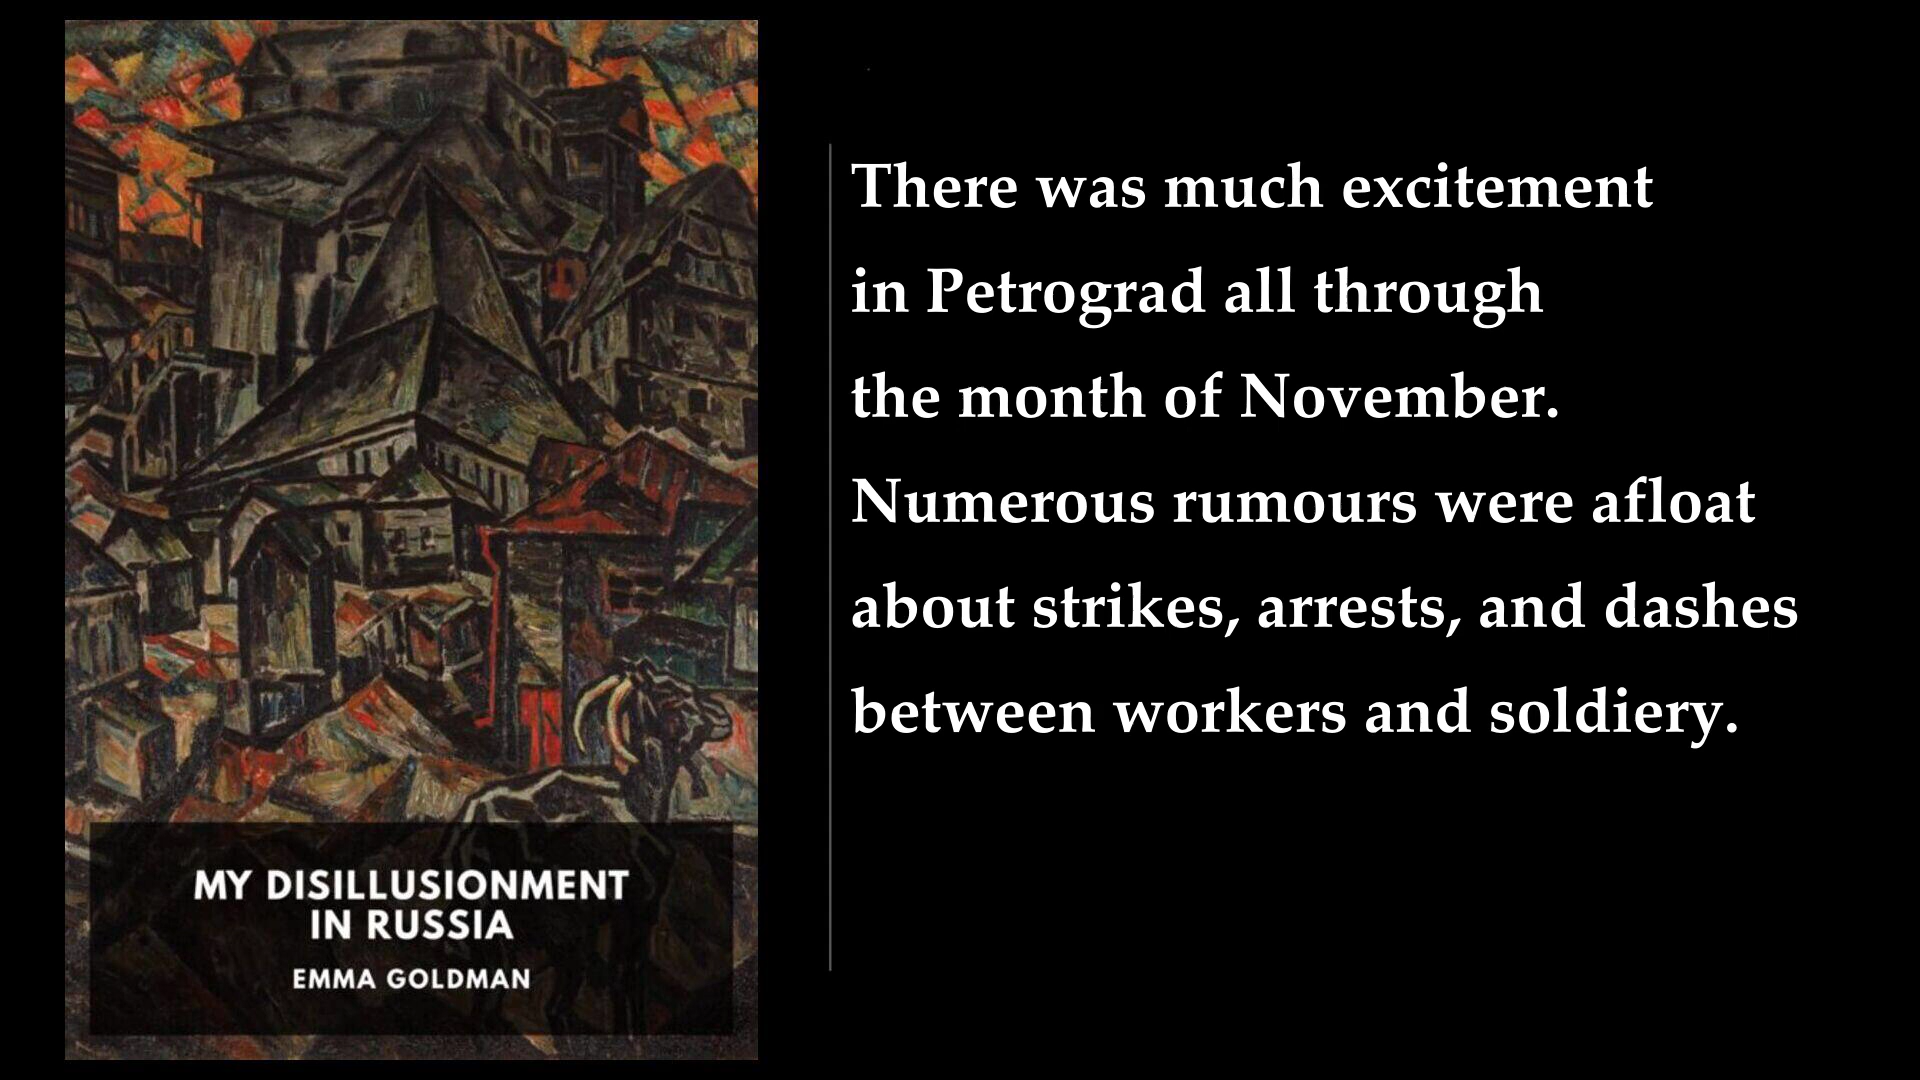 MY DISILLUSIONMENT
IN RUSSIA
EMMA GOLDMAN
There was much excitement
in Petrograd all through
the month of November.
Numerous rumours were afloat
about strikes, arrests, and dashes
between workers and soldiery.